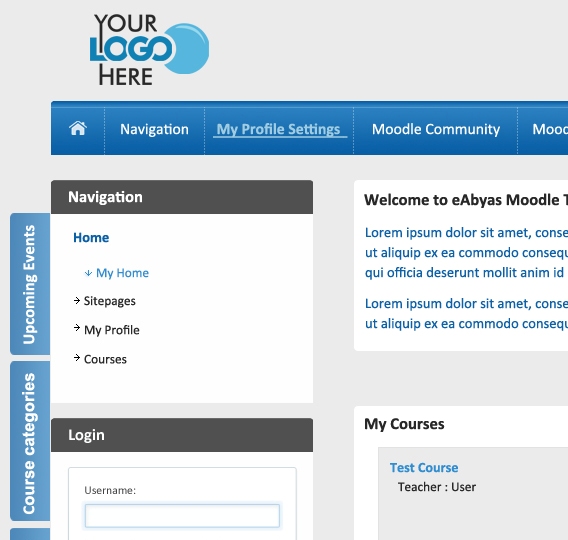 YOUR
LOGO
HERE
Navigation My Profile Settings Moodle Community
Navigation
Home
My Home
Sitepages
My Profile
Courses
Upcoming Events
Course categories
Login
Username:
Welcome to eAbyas Moodle T
Lorem ipsum dolor sit amet, conse
ut aliquip ex ea commodo consequ
qui officia deserunt mollit anim id
Lorem ipsum dolor sit amet, conse
ut aliquip ex ea commodo consequ
My Courses
Test Course
Teacher : User